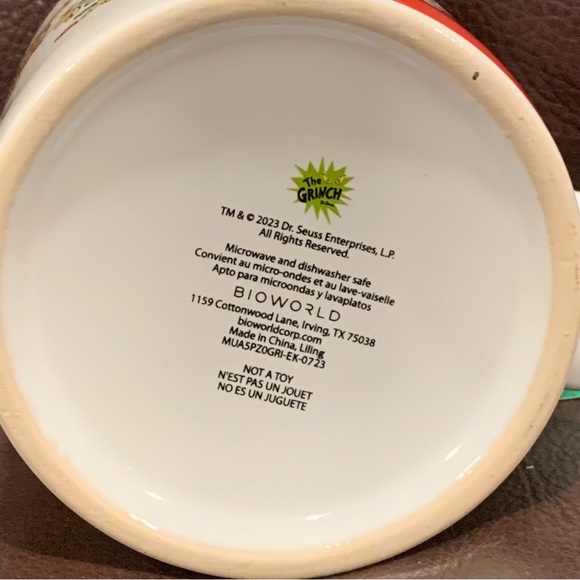 The
GRINCH
TM & © 2023 Dr. Seuss Enterprises, L.P.
All Rights Reserved.
Microwave and dishwasher safe
Convient au micro-ondes et au lave-vaiselle
Apto para microondas y lavaplatos
BIOWORLD
1159 Cottonwood Lane, Irving, TX 75038
bioworldcorp.com
Made in China, Liling
MUA5PZ0GRI-EK-0723
NOT A TOY
N'EST PAS UN JOUET
NO ES UN JUGUETE